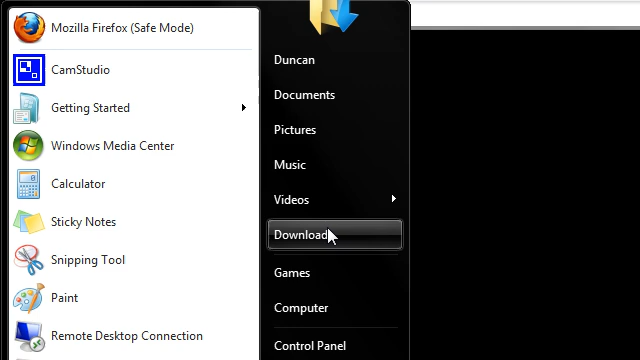 Mozilla Firefox (Safe Mode)
CamStudio
Getting Started
Windows Media Center
Calculator
Sticky Notes
Snipping Tool
Paint
Remote Desktop Connection
Duncan
Documents
Pictures
Music
Videos
Download
Games
Computer
Control Panel